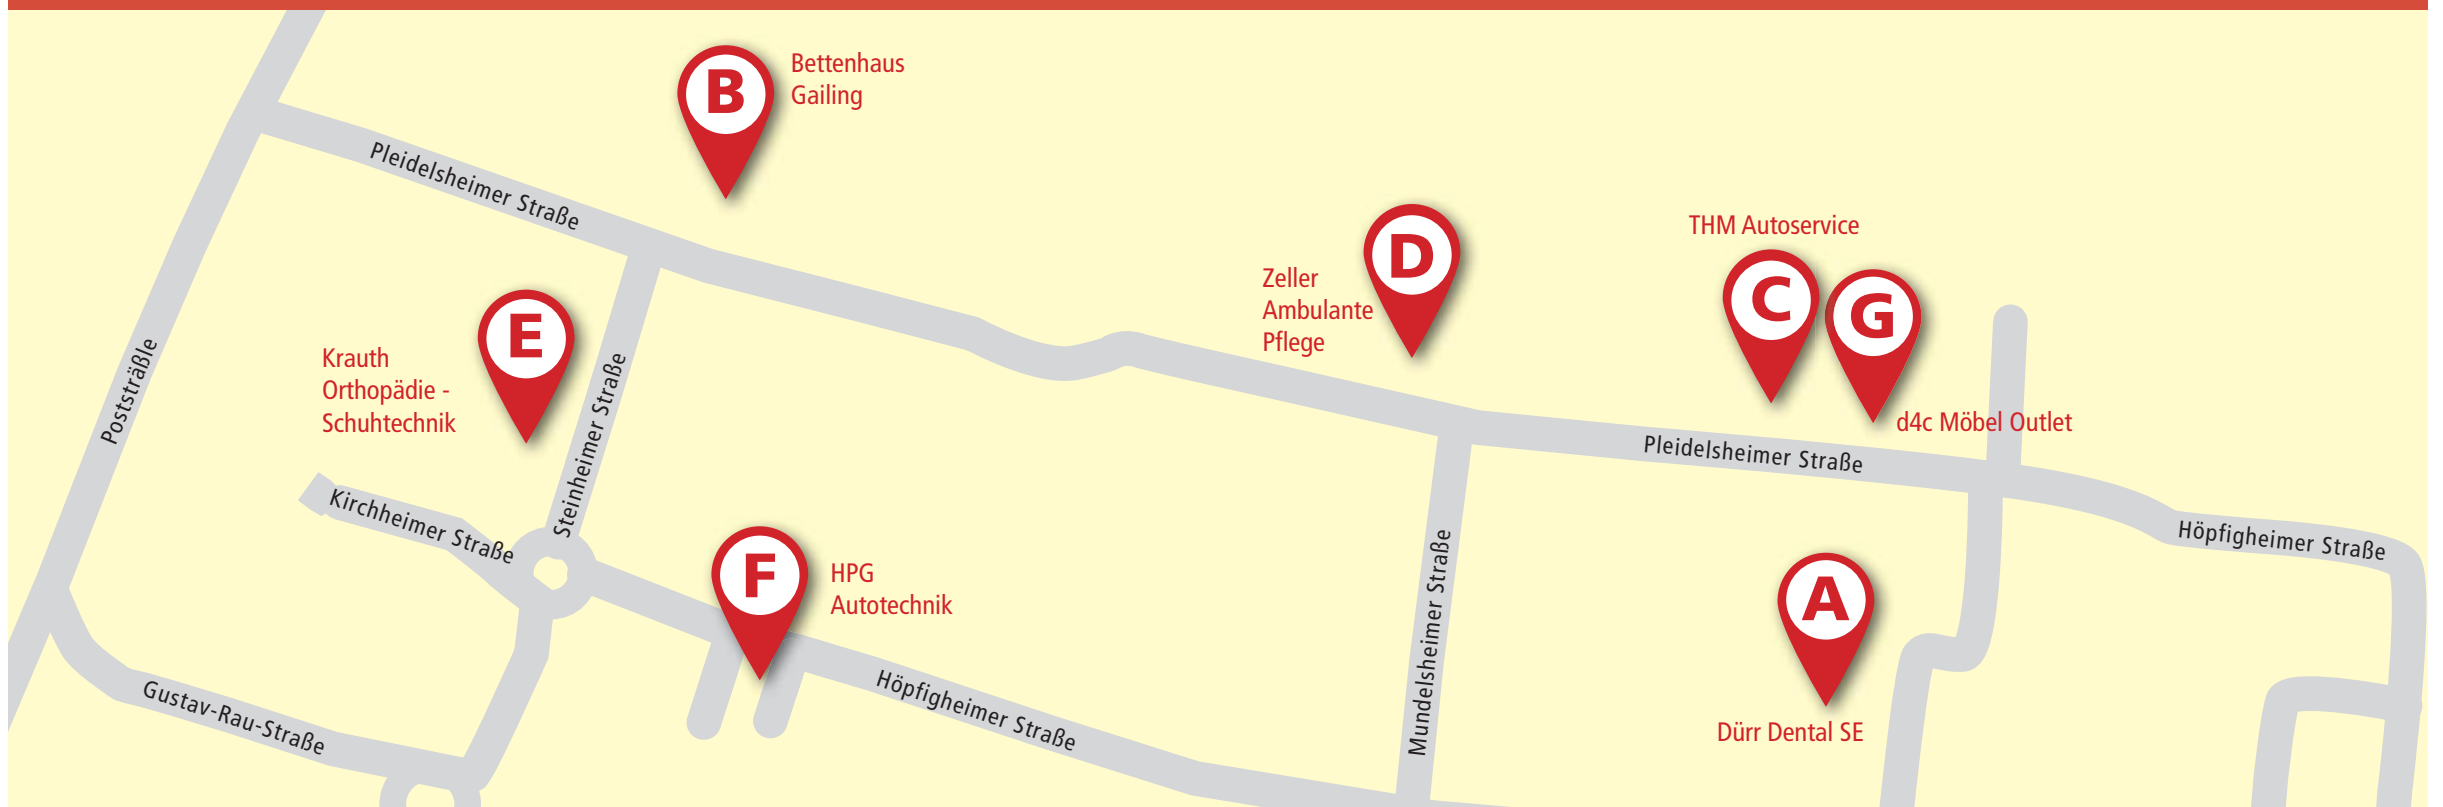 B
Bettenhaus
Gailing
Pleidelsheimer Straße
D
Zeller
Ambulante
Pflege
THM Autoservice
C
G
d4c Möbel Outlet
E
Krauth
Orthopädie -
Schuhtechnik
Poststräßle
Steinheimer Straße
Kirchheimer Straße
Pleidelsheimer Straße
Höpfigheimer Straße
F
HPG
Autotechnik
Mundelsheimer Straße
A
Dürr Dental SE
Gustav-Rau-Straße
Höpfigheimer Straße